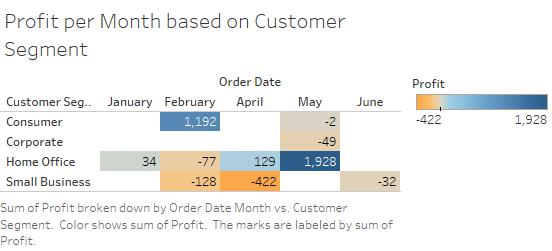 Profit per Month based on Customer
Segment
Order Date
Customer Seg.. January February April May June
Consumer 1,192 -2
Corporate -49
Home Office 34 -77 129 1,928
Small Business -128 -422 -32
Sum of Profit broken down by Order Date Month vs. Customer
Segment. Color shows sum of Profit. The marks are labeled by sum of
Profit.
Profit
-422 1,928